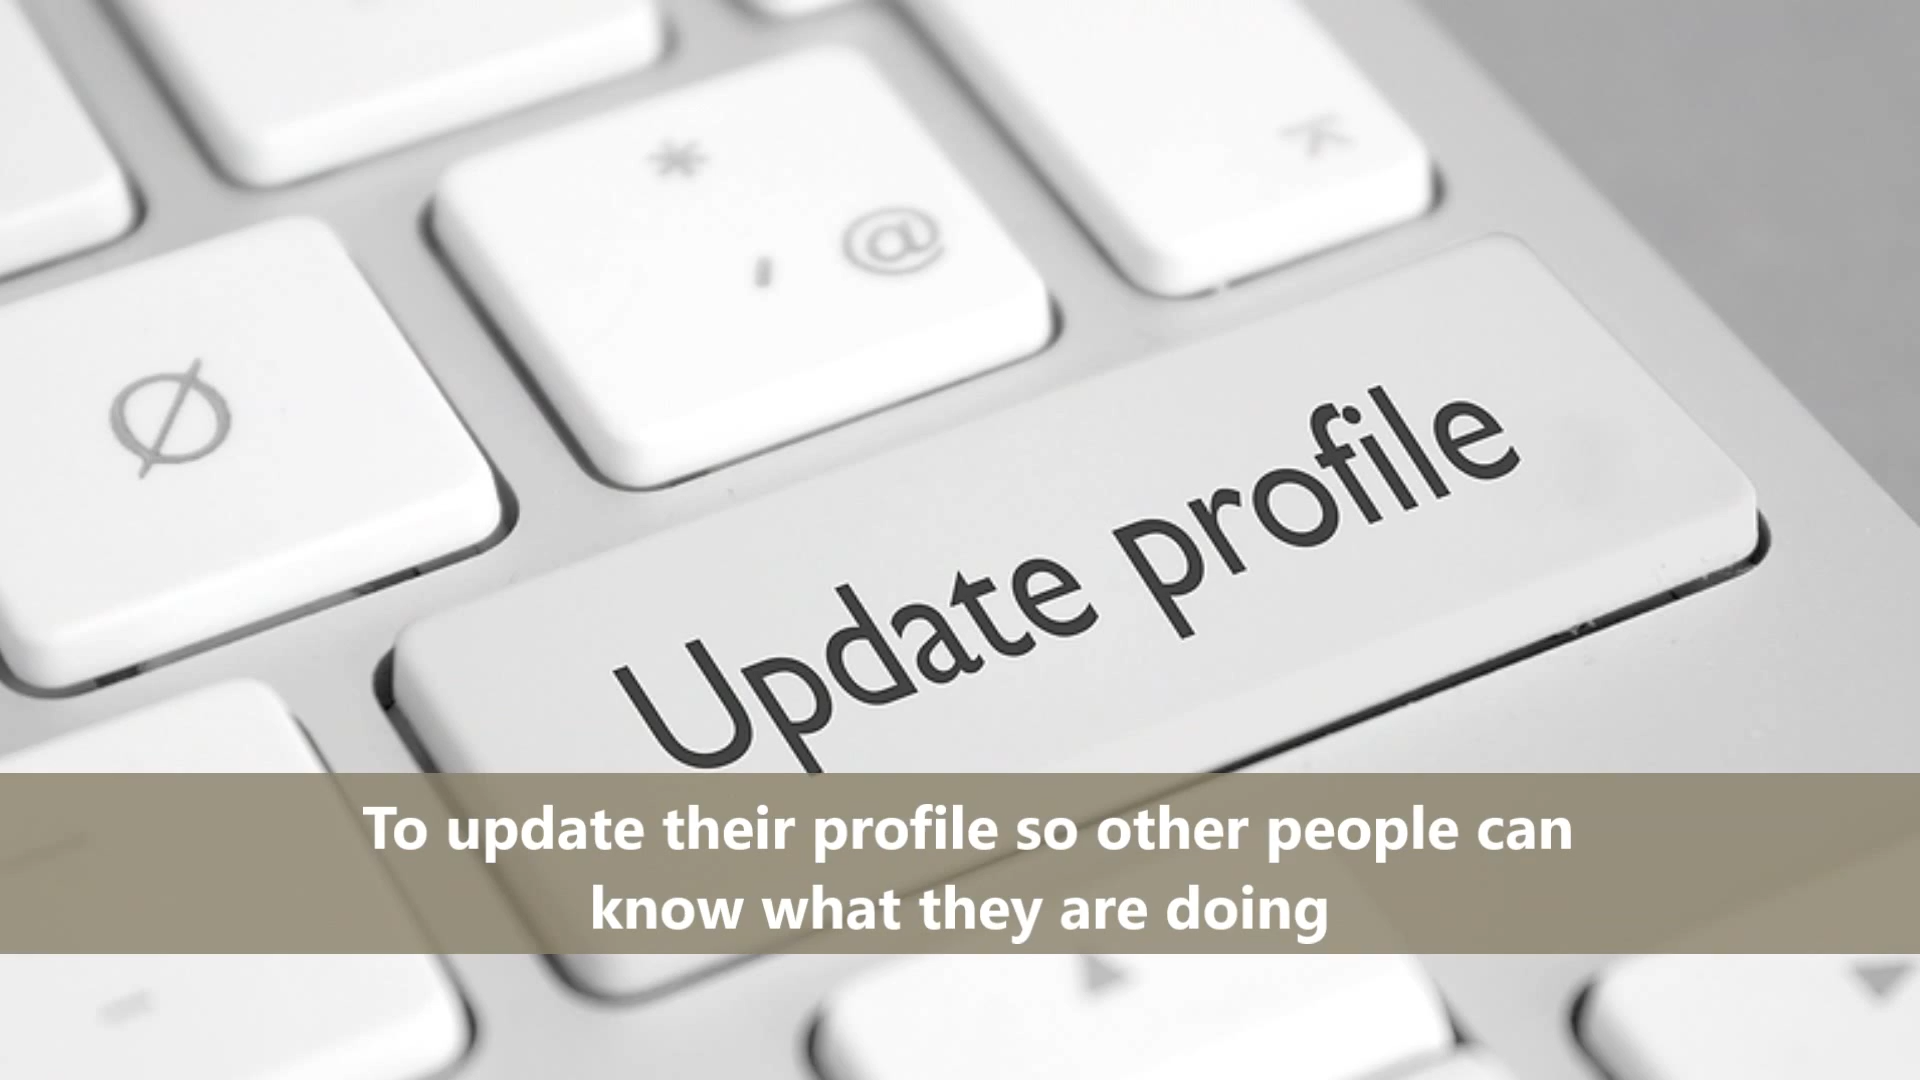 *
' @
Ø
Update profile
To update their profile so other people can
know what they are doing